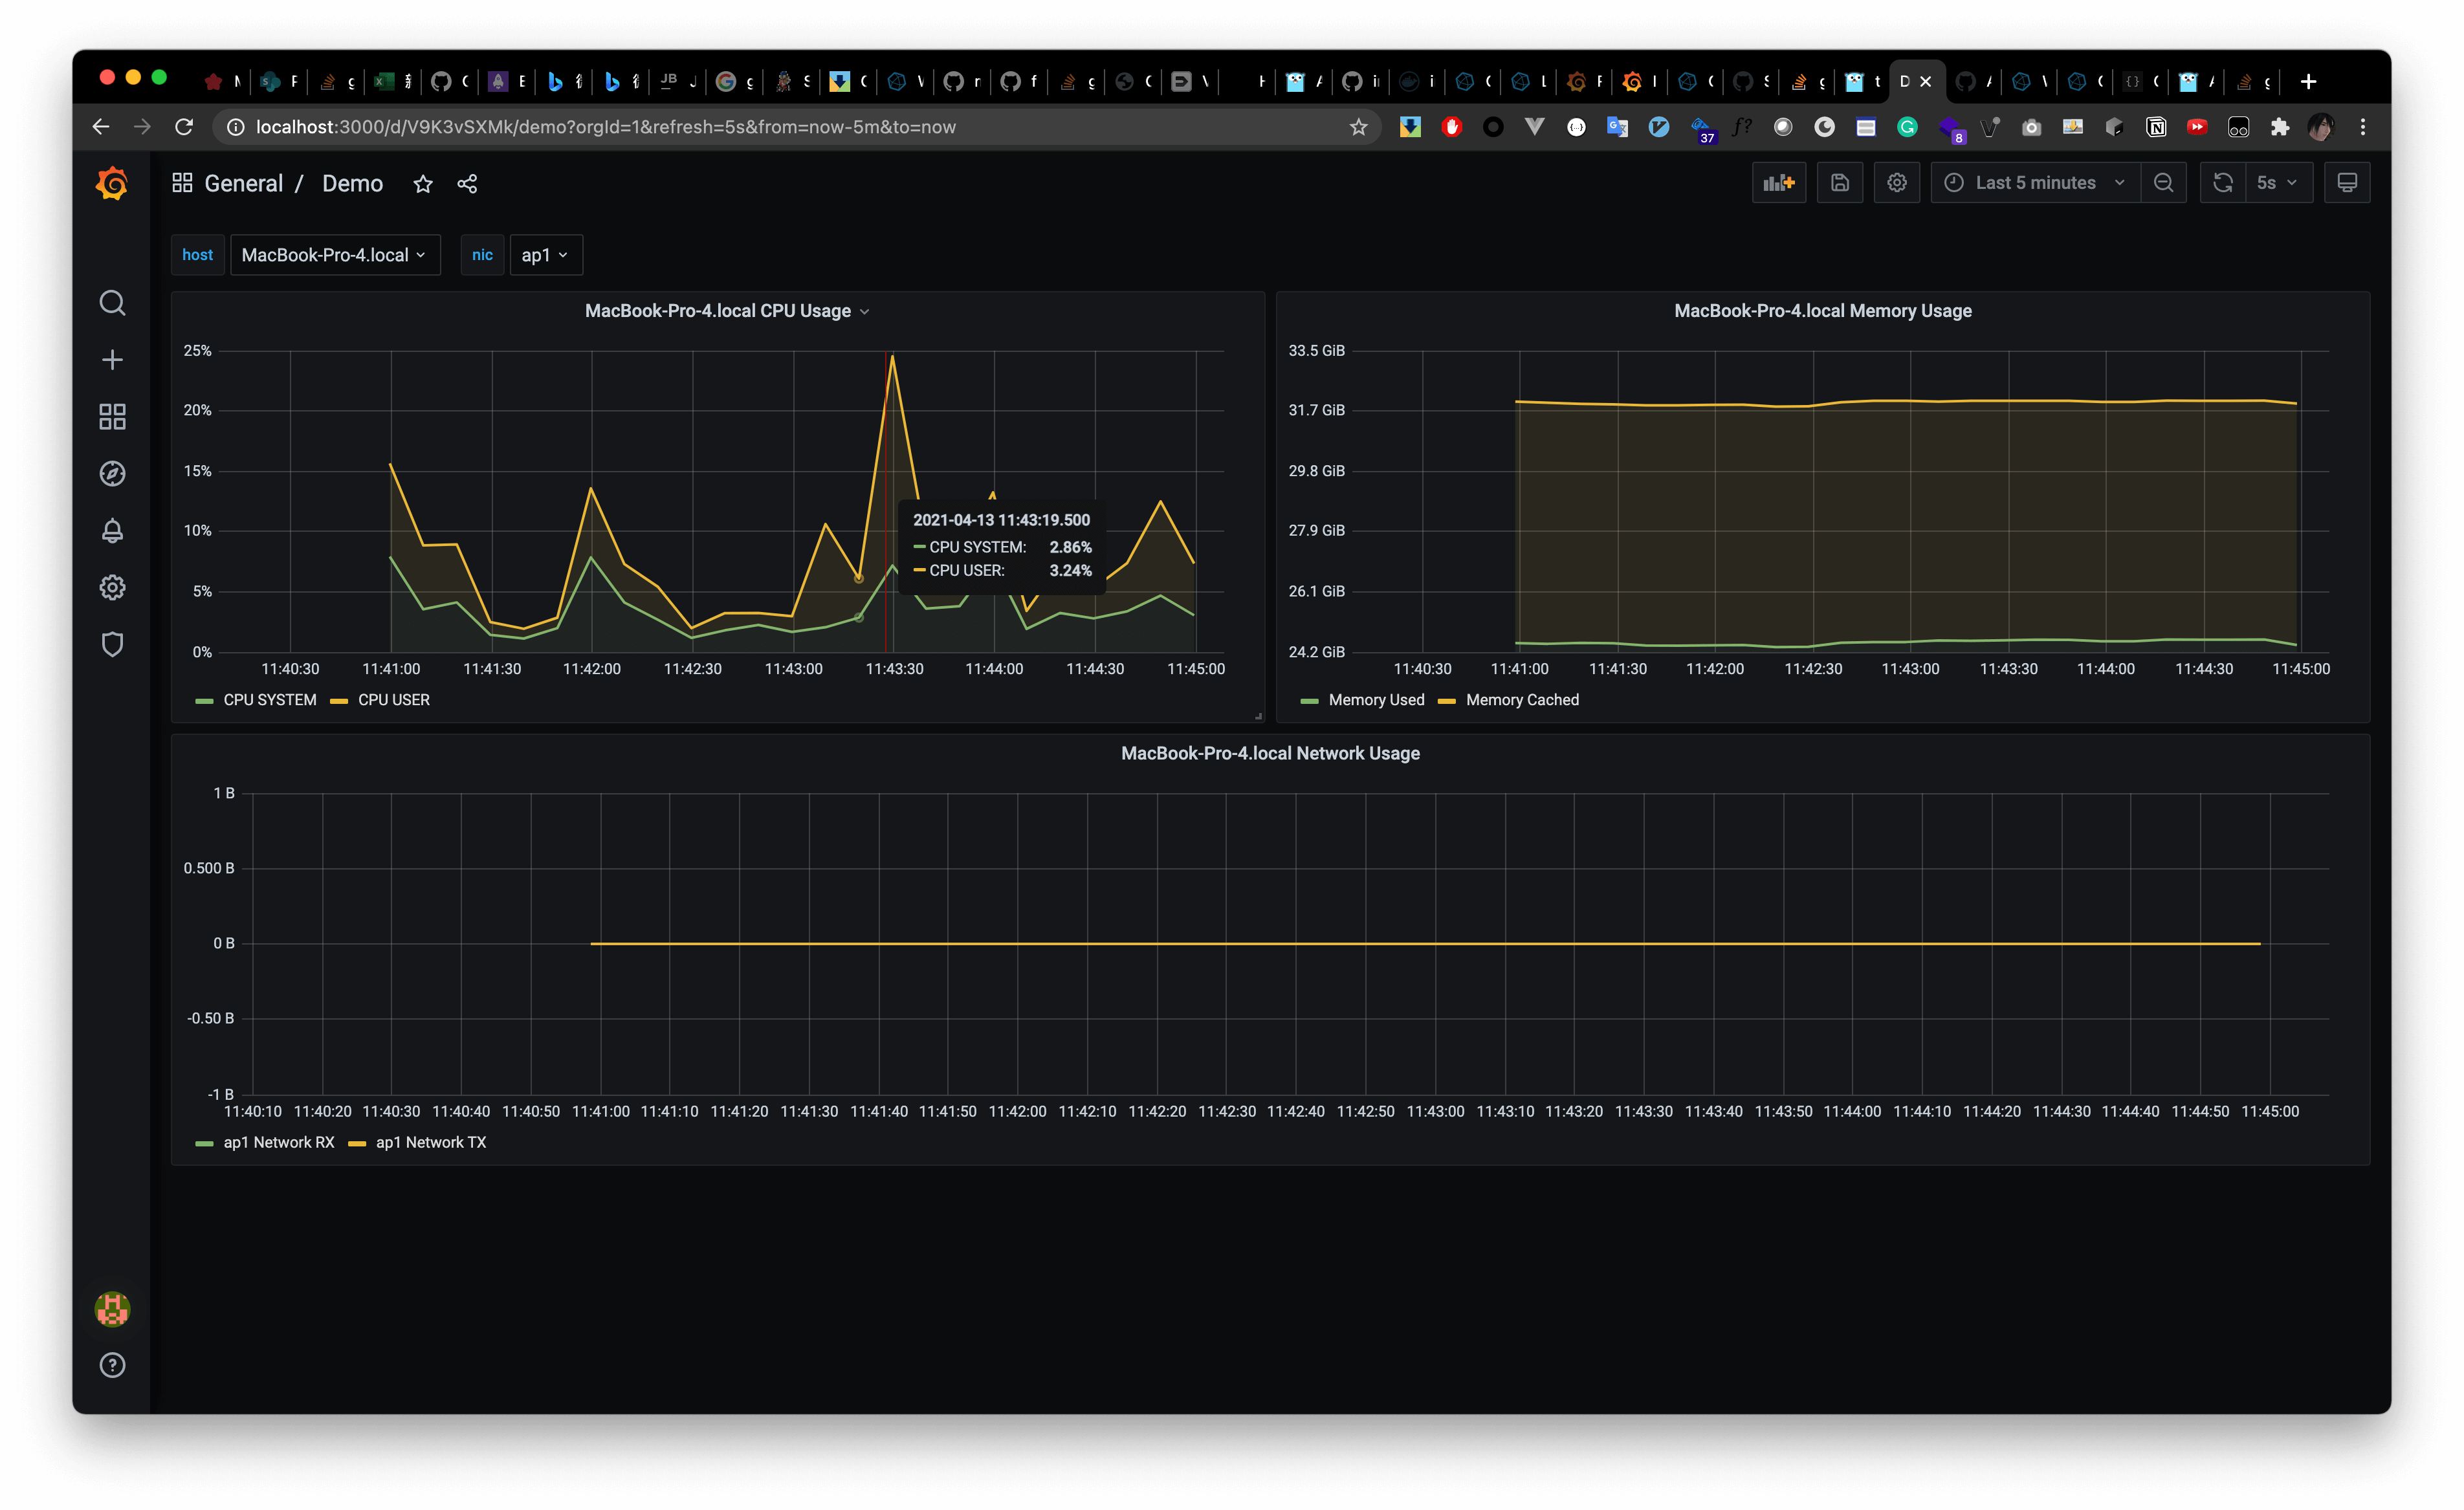 localhost:3000/d/V9K3vSXMk/demo?orgId=1&refresh=5s&from=now-5m&to=now
37
8
General / Demo
Last 5 minutes
5s
host MacBook-Pro-4.local nic ap1
MacBook-Pro-4.local CPU Usage
25%
20%
15%
10%
5%
0%
11:40:30 11:41:00 11:41:30 11:42:00 11:42:30 11:43:00 11:43:30 11:44:00 11:44:30 11:45:00
2021-04-13 11:43:19.500
CPU SYSTEM: 2.86%
CPU USER: 3.24%
CPU SYSTEM CPU USER
MacBook-Pro-4.local Memory Usage
33.5 GiB
31.7 GiB
29.8 GiB
27.9 GiB
26.1 GiB
24.2 GiB
11:40:30 11:41:00 11:41:30 11:42:00 11:42:30 11:43:00 11:43:30 11:44:00 11:44:30 11:45:00
Memory Used Memory Cached
MacBook-Pro-4.local Network Usage
1 B
0.500 B
0 B
-0.50 B
-1 B
11:40:10 11:40:20 11:40:30 11:40:40 11:40:50 11:41:00 11:41:10 11:41:20 11:41:30 11:41:40 11:41:50 11:42:00 11:42:10 11:42:20 11:42:30 11:42:40 11:42:50 11:43:00 11:43:10 11:43:20 11:43:30 11:43:40 11:43:50 11:44:00 11:44:10 11:44:20 11:44:30 11:44:40 11:44:50 11:45:00
ap1 Network RX ap1 Network TX